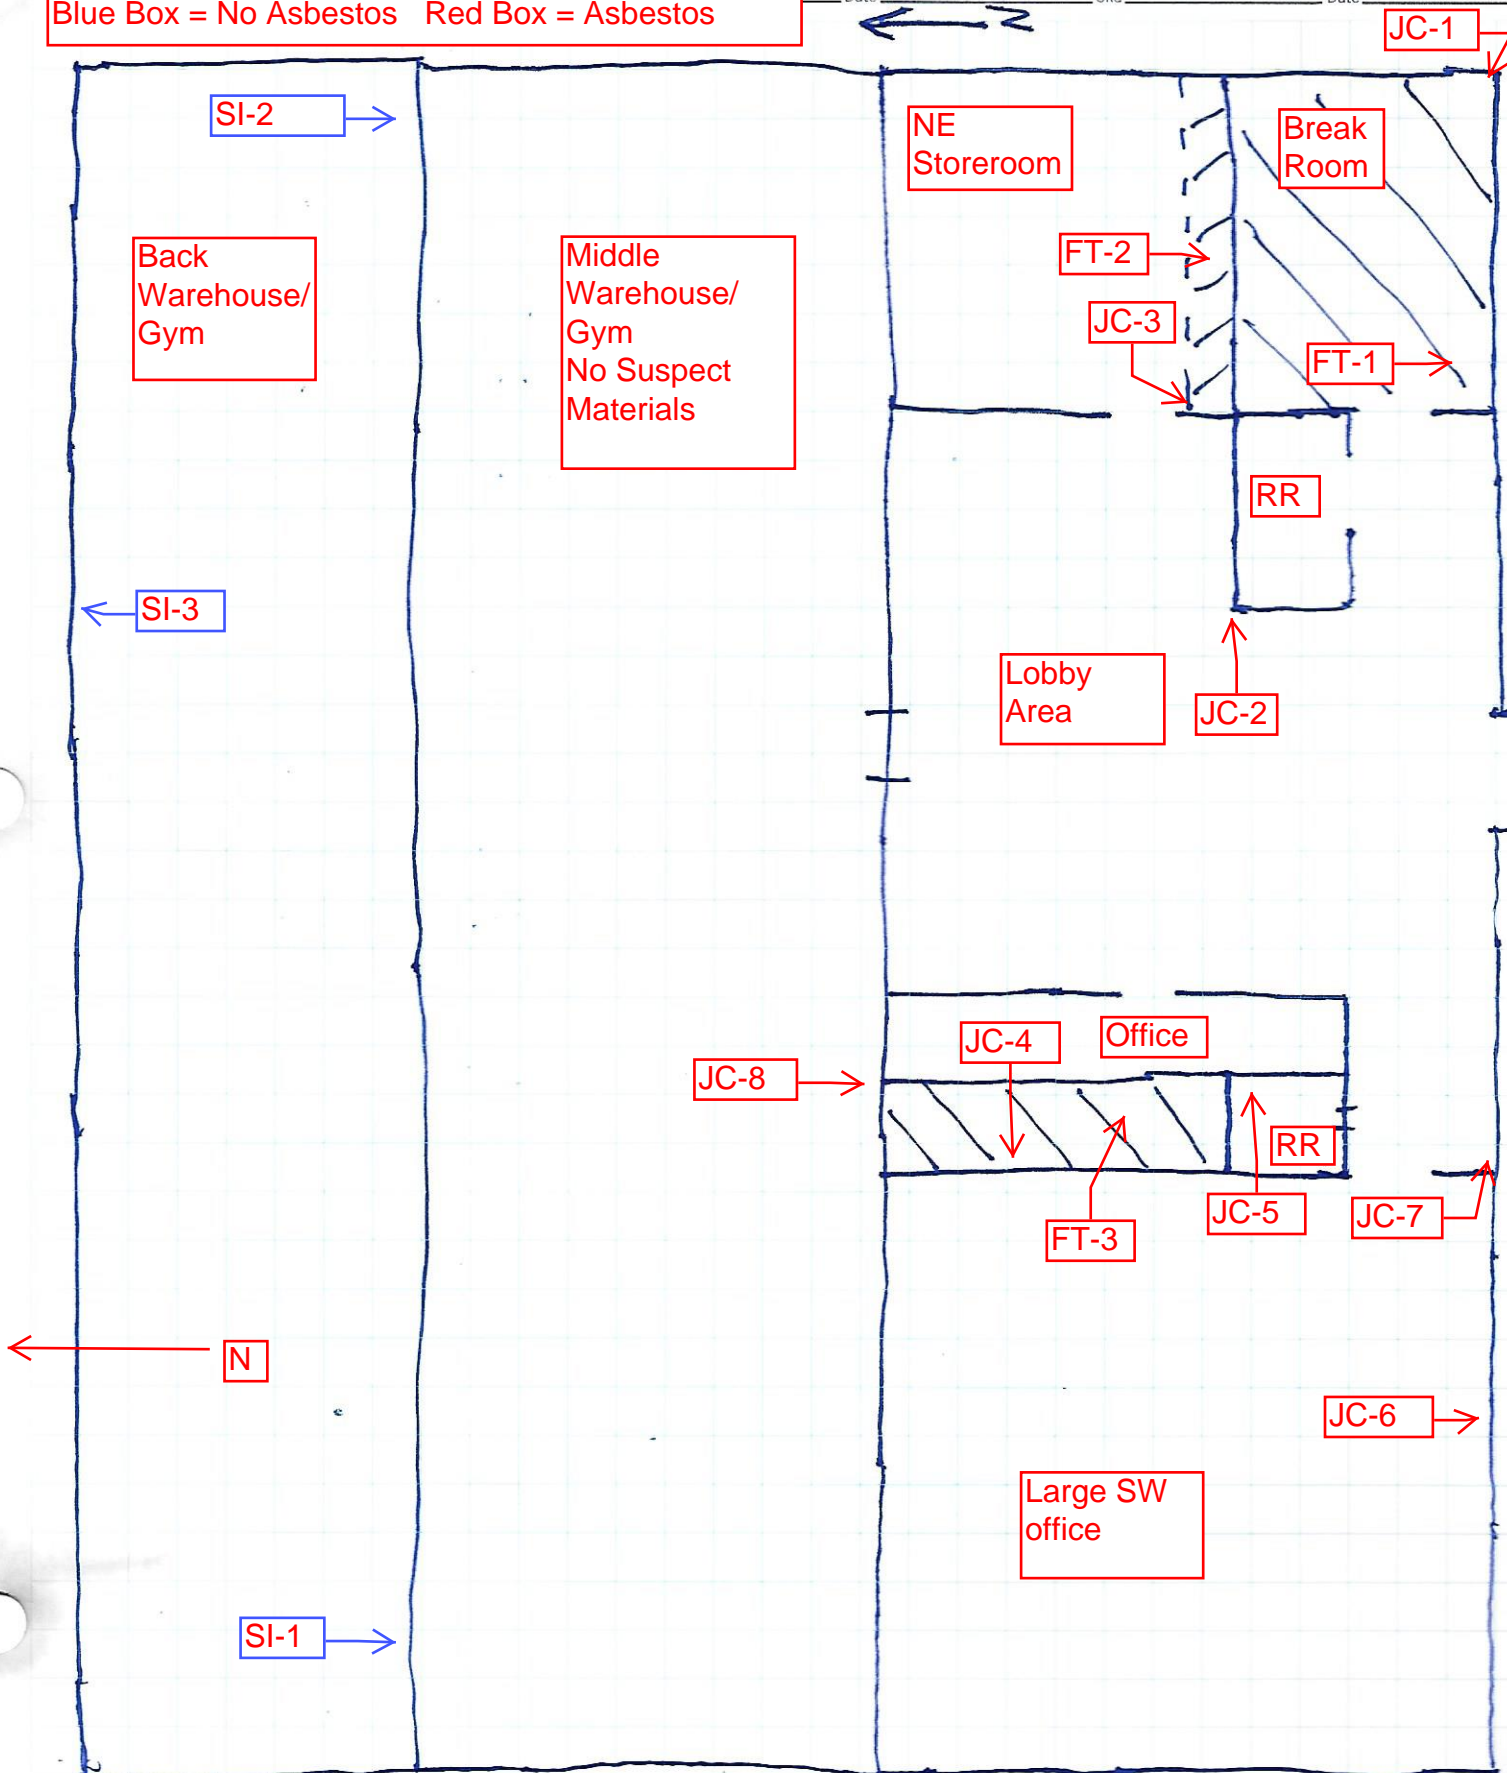 Blue Box = No Asbestos Red Box = Asbestos
N
JC-1
SI-2
NE
Storeroom
Break
Room
Back
Warehouse/
Gym
Middle
Warehouse/
Gym
No Suspect
Materials
FT-2
JC-3
FT-1
RR
SI-3
Lobby
Area
JC-2
JC-4
Office
JC-8
RR
JC-5
JC-7
FT-3
N
JC-6
Large SW
office
SI-1